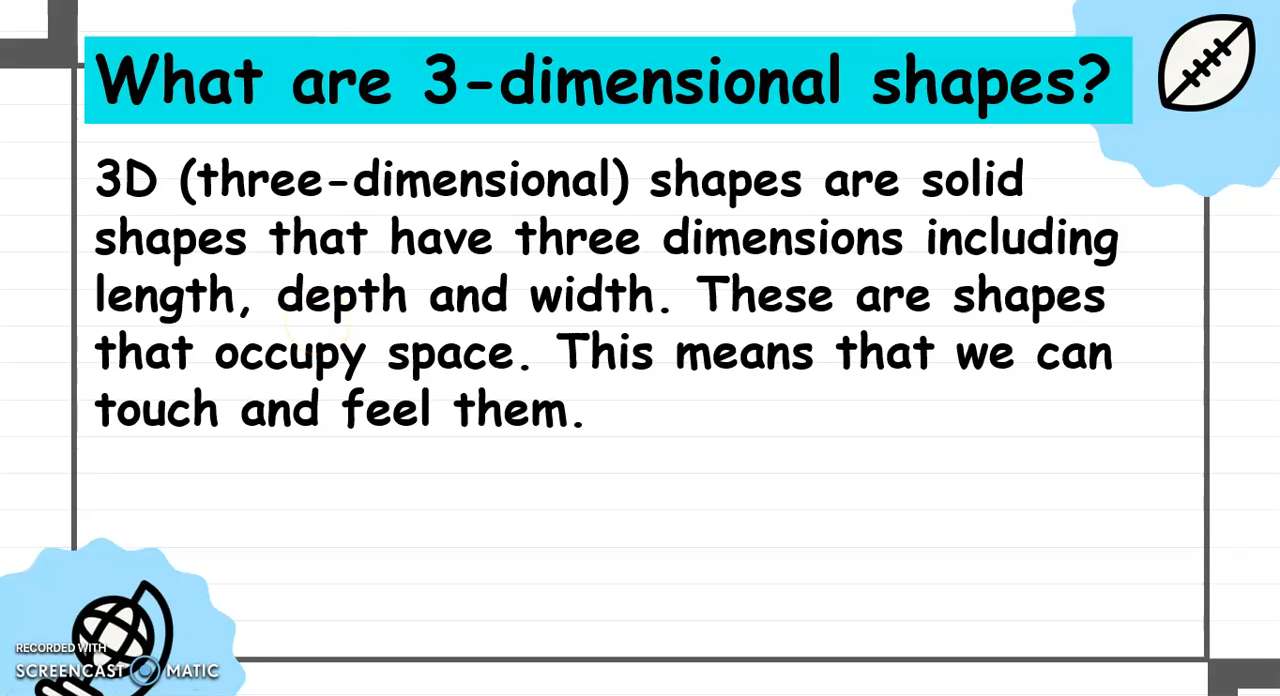 What are 3-dimensional shapes?
3D (three-dimensional) shapes are solid
shapes that have three dimensions including
length, depth and width. These are shapes
that occupy space. This means that we can
touch and feel them.
RECORDED WITH
SCREENCAST MATIC